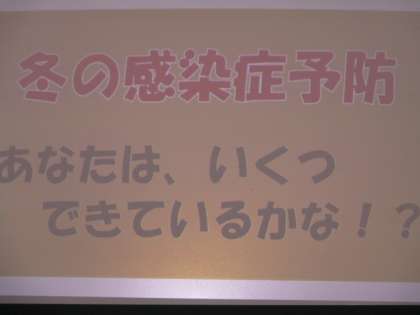 冬の感染症予防
あなたは、いくつ
できているかな！？